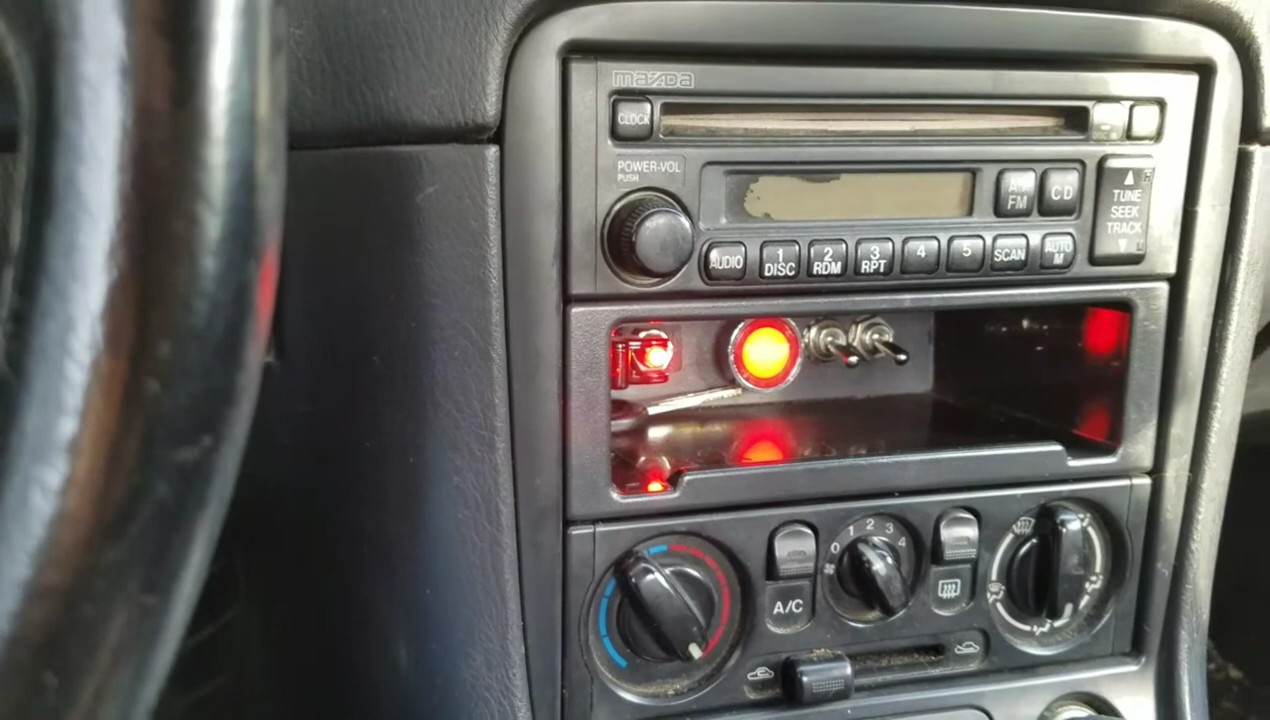 mazDa
CLOCK
POWER-VOL
PUSH
AM
FM
CD
TUNE
SEEK
TRACK
AUDIO
1
DISC
2
RDM
3
RPT
4
5
SCAN
AUTO
M
0
1
2
3
4
A/C